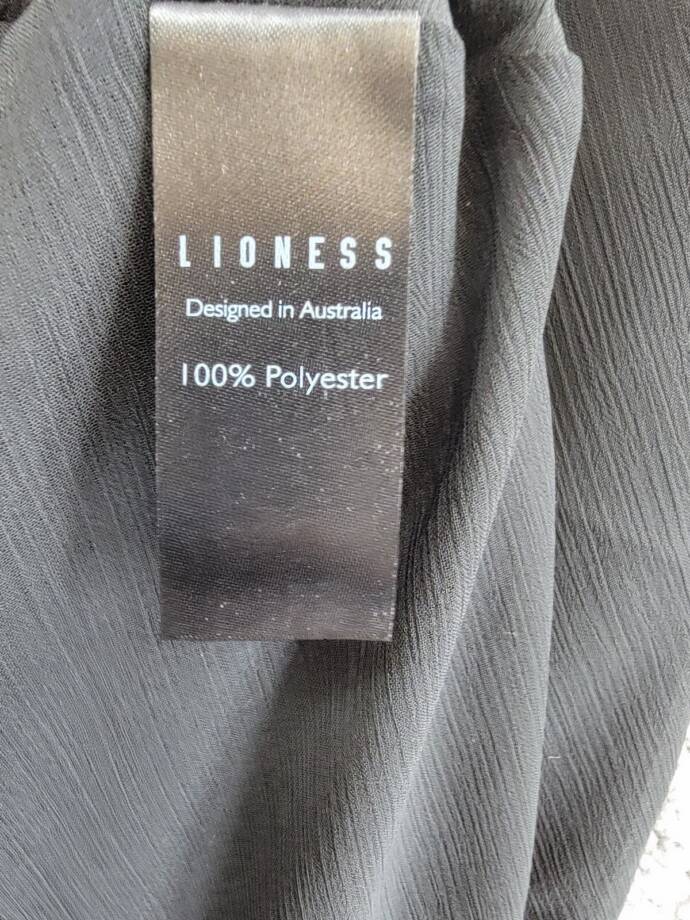 LIONESS
Designed in Australia
100% Polyester